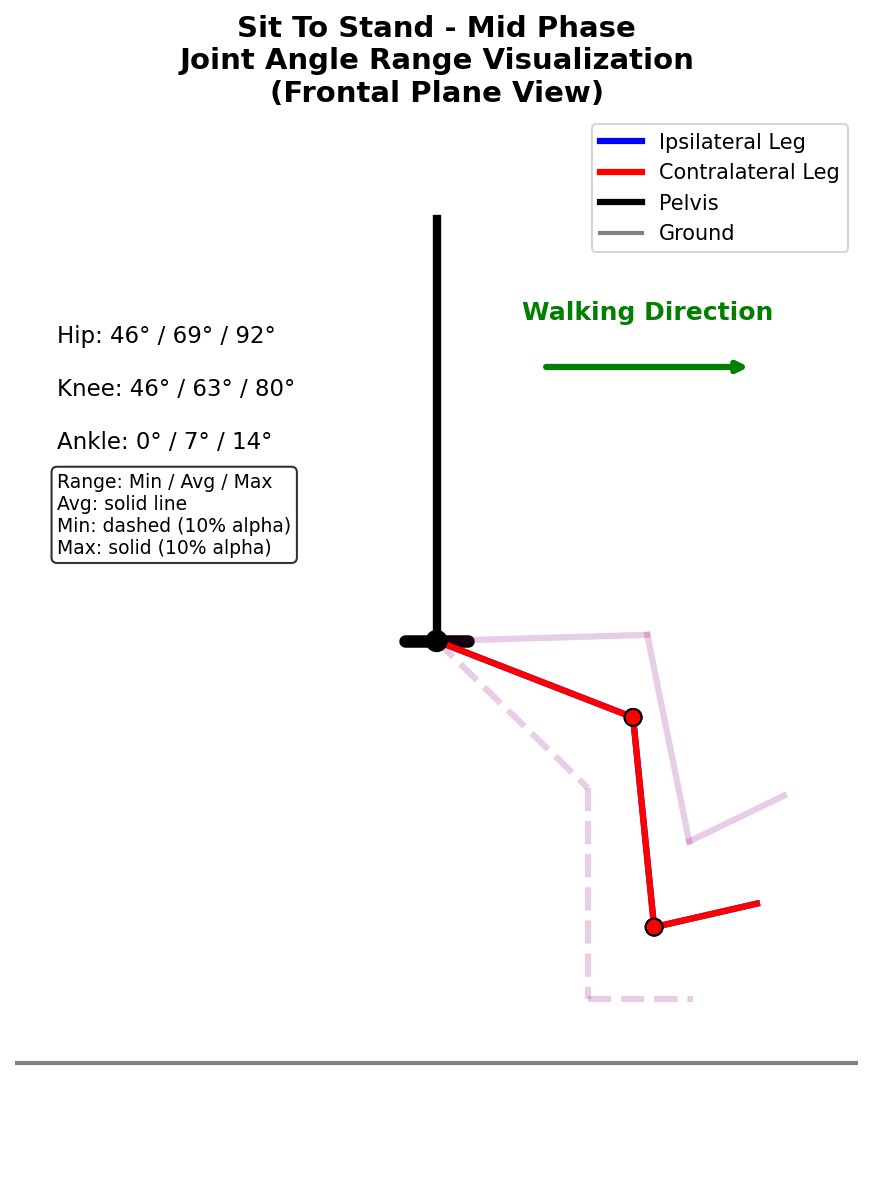 Sit To Stand - Mid Phase
Joint Angle Range Visualization
(Frontal Plane View)
Ipsilateral Leg
Contralateral Leg
Pelvis
Ground
Walking Direction
Hip: 46° / 69° / 92°
Knee: 46° / 63° / 80°
Ankle: 0° / 7° / 14°
Range: Min / Avg / Max
Avg: solid line
Min: dashed (10% alpha)
Max: solid (10% alpha)